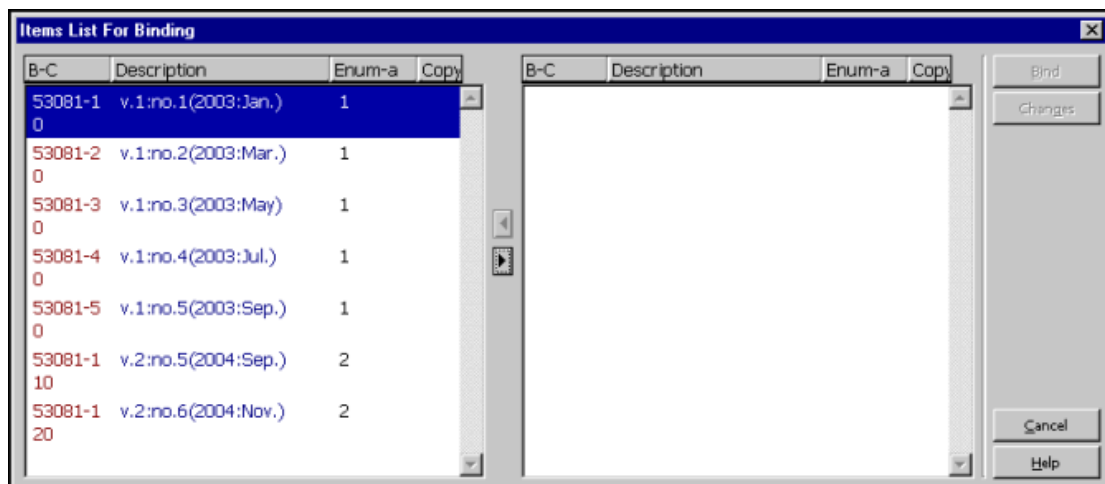 Items List For Binding
B-C Description Enum-a Copy B-C Description Enum-a Copy
53081-1 v.1:no.1(2003:Jan.) 1
0
53081-2 v.1:no.2(2003:Mar.) 1
0
53081-3 v.1:no.3(2003:May) 1
0
53081-4 v.1:no.4(2003:Jul.) 1
0
53081-5 v.1:no.5(2003:Sep.) 1
0
53081-1 v.2:no.5(2004:Sep.) 2
10
53081-1 v.2:no.6(2004:Nov.) 2
20
Bind
Changes
Cancel
Help